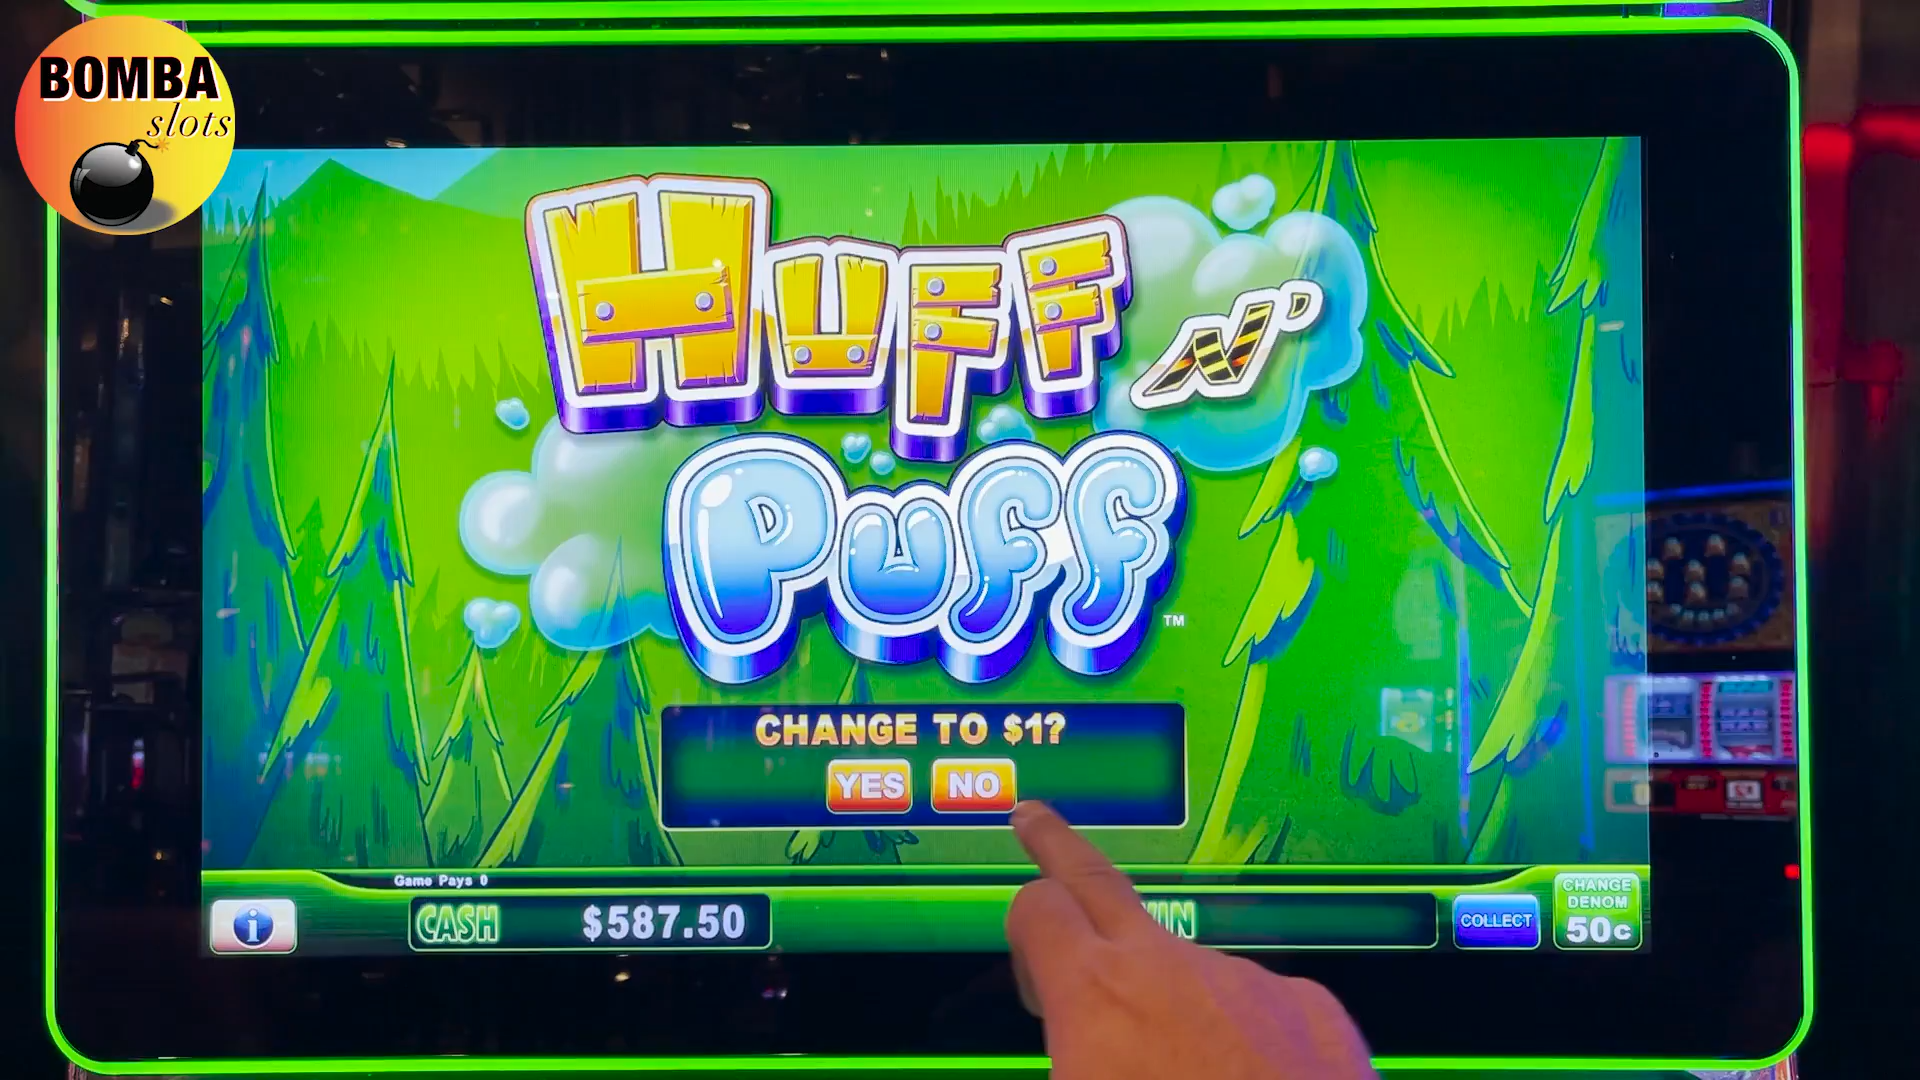 BOMBA
slots
HUFF N'
PUFF
TM
CHANGE TO $1?
YES NO
Game Pays 0
i
CASH $587.50
COLLECT
CHANGE
DENOM
50¢